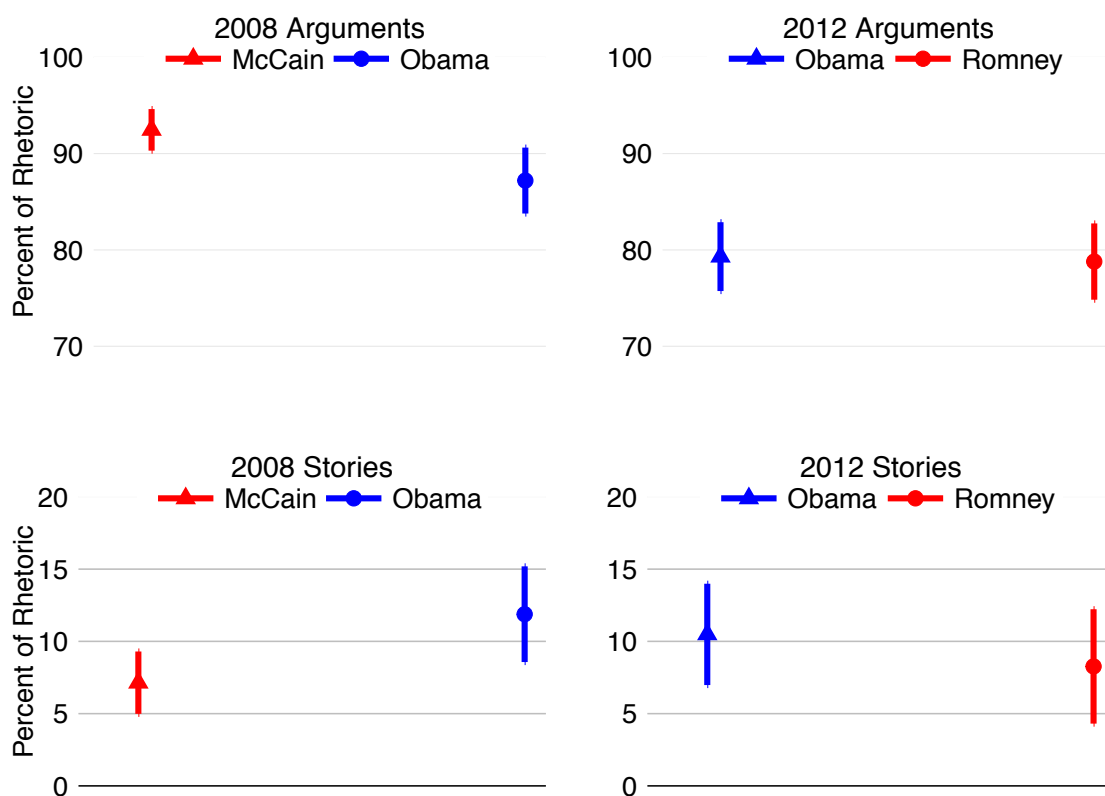 2008 Arguments
McCain Obama
100
90
80
70
Percent of Rhetoric
2012 Arguments
Obama Romney
100
90
80
70
2008 Stories
McCain Obama
20
15
10
5
0
Percent of Rhetoric
2012 Stories
Obama Romney
20
15
10
5
0